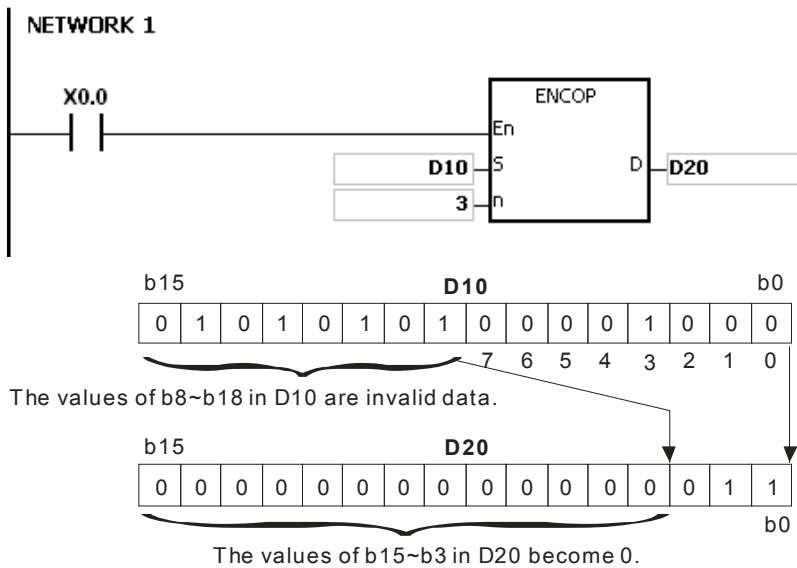 NETWORK 1
X0.0
ENCOP
En
D10 S D D20
3 n
b15 D10 b0
0 1 0 1 0 1 0 1 0 0 0 0 1 0 0 0
7 6 5 4 3 2 1 0
The values of b8~b18 in D10 are invalid data.
b15 D20
0 0 0 0 0 0 0 0 0 0 0 0 0 0 1 1
b0
The values of b15~b3 in D20 become 0.